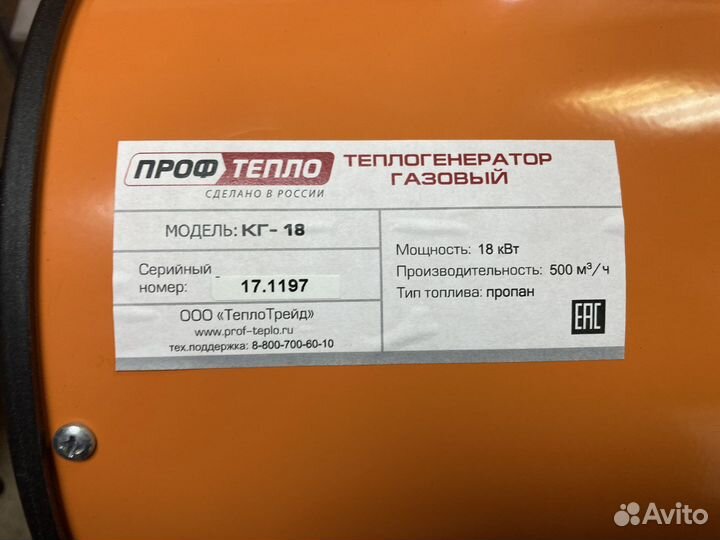 ПРОФ ТЕПЛО
СДЕЛАНО В РОССИИ
ТЕПЛОГЕНЕРАТОР
ГАЗОВЫЙ
МОДЕЛЬ: КГ- 18
Серийный
номер: 17.1197
ООО «ТеплоТрейд»
www.prof-teplo.ru
тех.поддержка: 8-800-700-60-10
Мощность: 18 кВт
Производительность: 500 м³/ч
Тип топлива: пропан
EAC
Avito